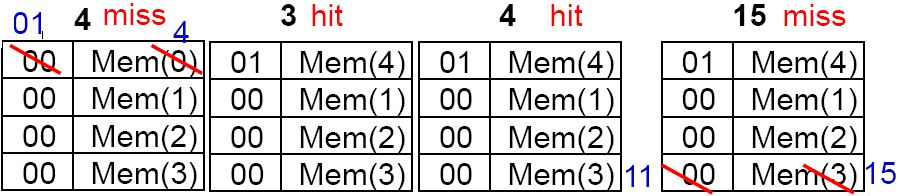 4 miss 3 hit 4 hit 15 miss
01 4
00 Mem(0) 01 Mem(4) 01 Mem(4) 01 Mem(4)
00 Mem(1) 00 Mem(1) 00 Mem(1) 00 Mem(1)
00 Mem(2) 00 Mem(2) 00 Mem(2) 00 Mem(2)
00 Mem(3) 00 Mem(3) 00 Mem(3) 11 00 Mem(3) 15